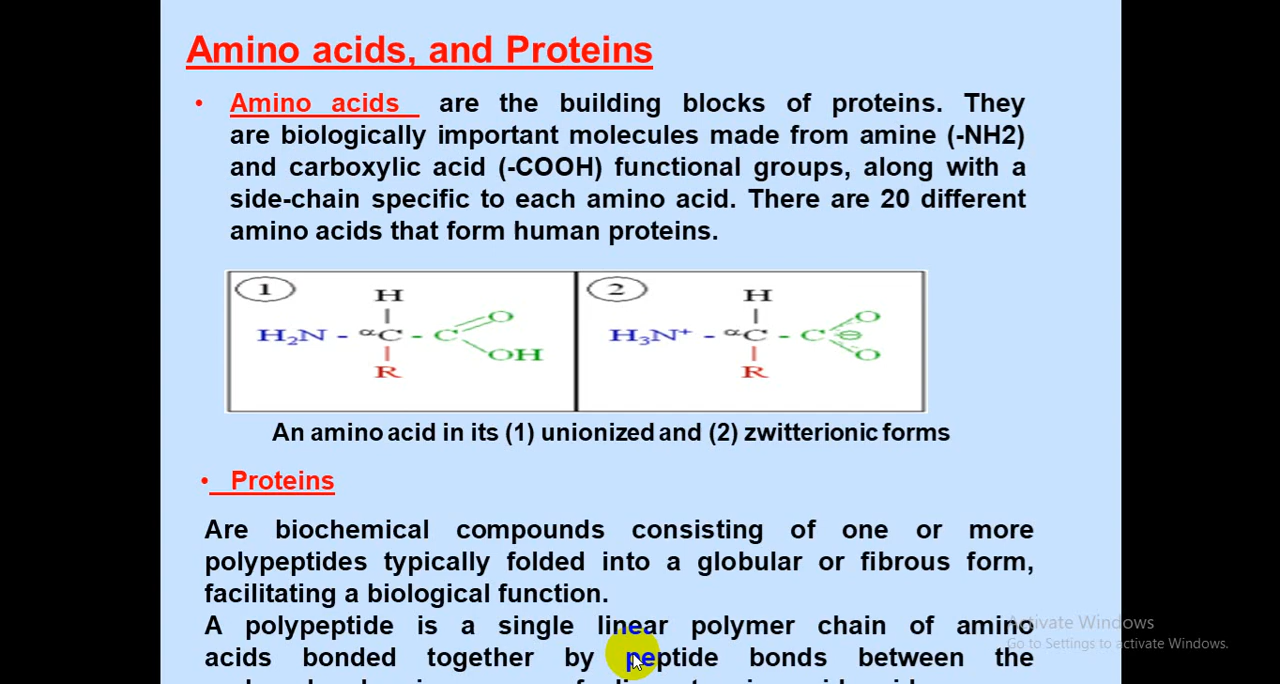 Amino acids, and Proteins
• Amino acids are the building blocks of proteins. They
are biologically important molecules made from amine (-NH2)
and carboxylic acid (-COOH) functional groups, along with a
side-chain specific to each amino acid. There are 20 different
amino acids that form human proteins.
1
H
H₂N - αC - C O
OH
R
2
H
H₃N⁺ - αC - C ⊖ O
O
R
An amino acid in its (1) unionized and (2) zwitterionic forms
• Proteins
Are biochemical compounds consisting of one or more
polypeptides typically folded into a globular or fibrous form,
facilitating a biological function.
A polypeptide is a single linear polymer chain of amino
acids bonded together by peptide bonds between the
Activate Windows
Go to Settings to activate Windows.